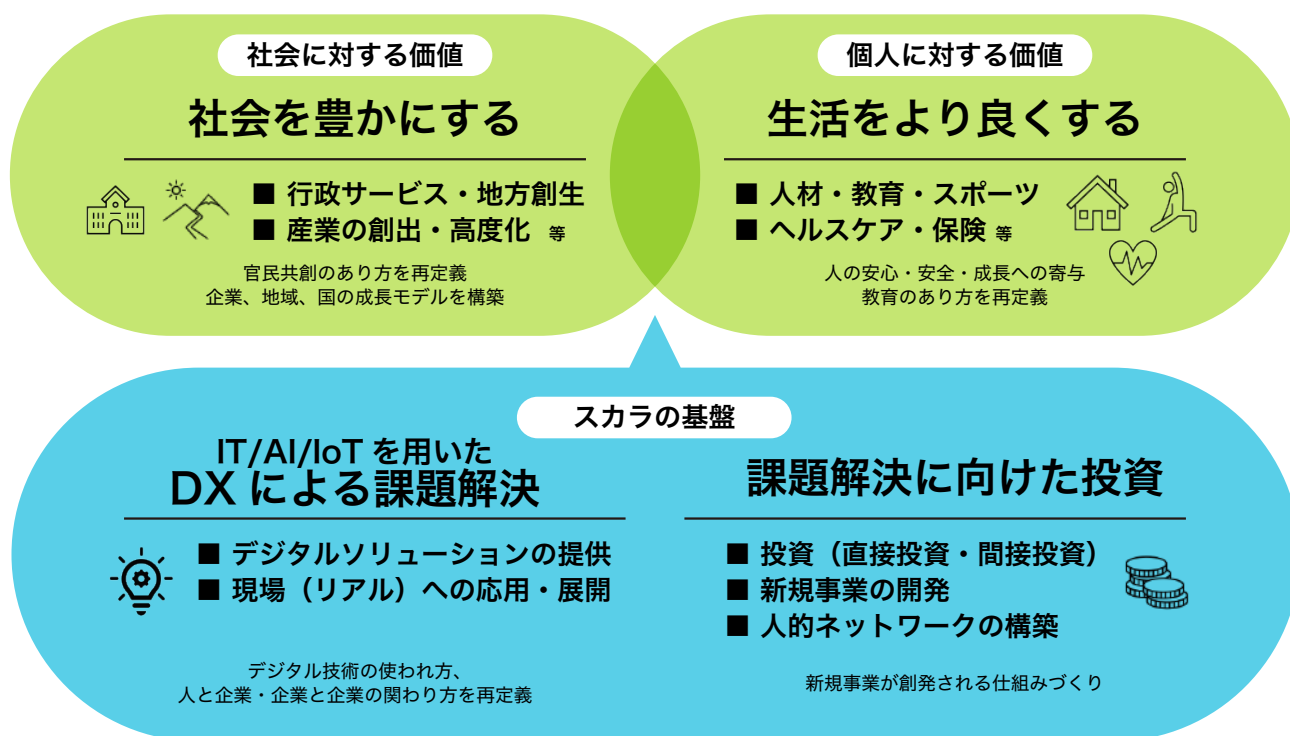 社会に対する価値
社会を豊かにする
■ 行政サービス・地方創生
■ 産業の創出・高度化 等
官民共創のあり方を再定義
企業、地域、国の成長モデルを構築
個人に対する価値
生活をより良くする
■ 人材・教育・スポーツ
■ ヘルスケア・保険 等
人の安心・安全・成長への寄与
教育のあり方を再定義
スカラの基盤
IT/AI/IoT を用いた
DX による課題解決
■ デジタルソリューションの提供
■ 現場（リアル）への応用・展開
デジタル技術の使われ方、
人と企業・企業と企業の関わり方を再定義
課題解決に向けた投資
■ 投資（直接投資・間接投資）
■ 新規事業の開発
■ 人的ネットワークの構築
新規事業が創発される仕組みづくり